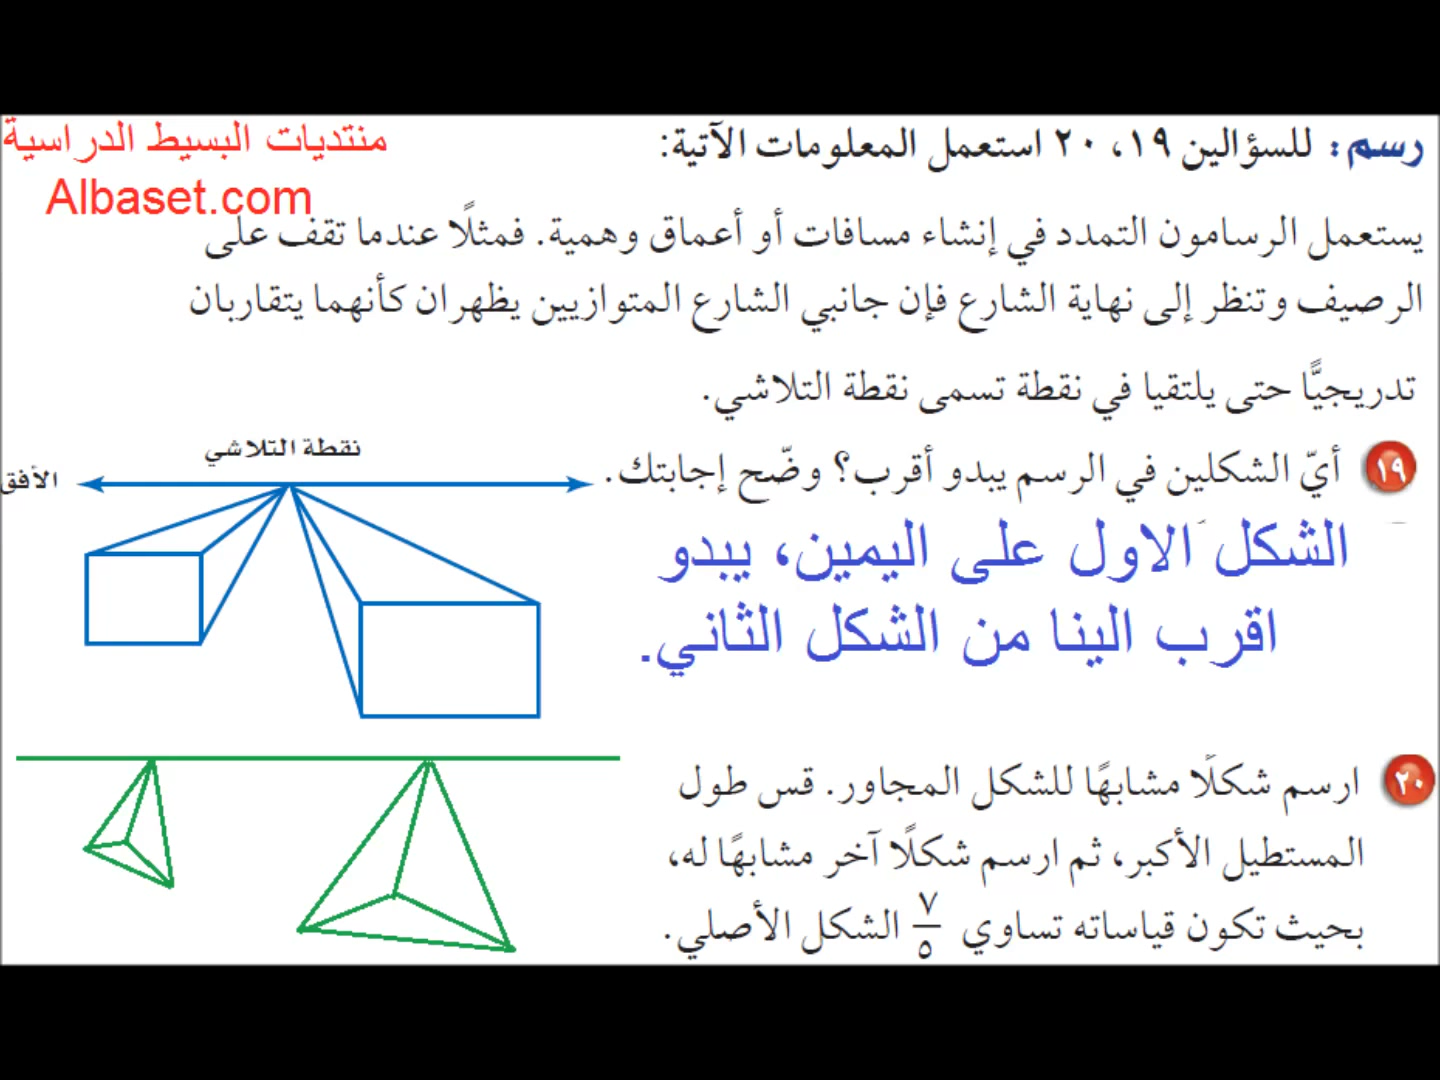 منتديات البسيط الدراسية
Albaset.com
رسم: للسؤالين ١٩، ٢٠ استعمل المعلومات الآتية:
يستعمل الرسامون التمدد في إنشاء مسافات أو أعماق وهمية. فمثلًا عندما تقف على
الرصيف وتنظر إلى نهاية الشارع فإن جانبي الشارع المتوازيين يظهران كأنهما يتقاربان
تدريجيًّا حتى يلتقيا في نقطة تسمى نقطة التلاشي.
١٩ أيّ الشكلين في الرسم يبدو أقرب؟ وضّح إجابتك.
نقطة التلاشي
الأفق
الشكل الاول على اليمين، يبدو
اقرب الينا من الشكل الثاني.
٢٠ ارسم شكلًا مشابهًا للشكل المجاور. قس طول
المستطيل الأكبر، ثم ارسم شكلًا آخر مشابهًا له،
بحيث تكون قياساته تساوي ٧/٥ الشكل الأصلي.